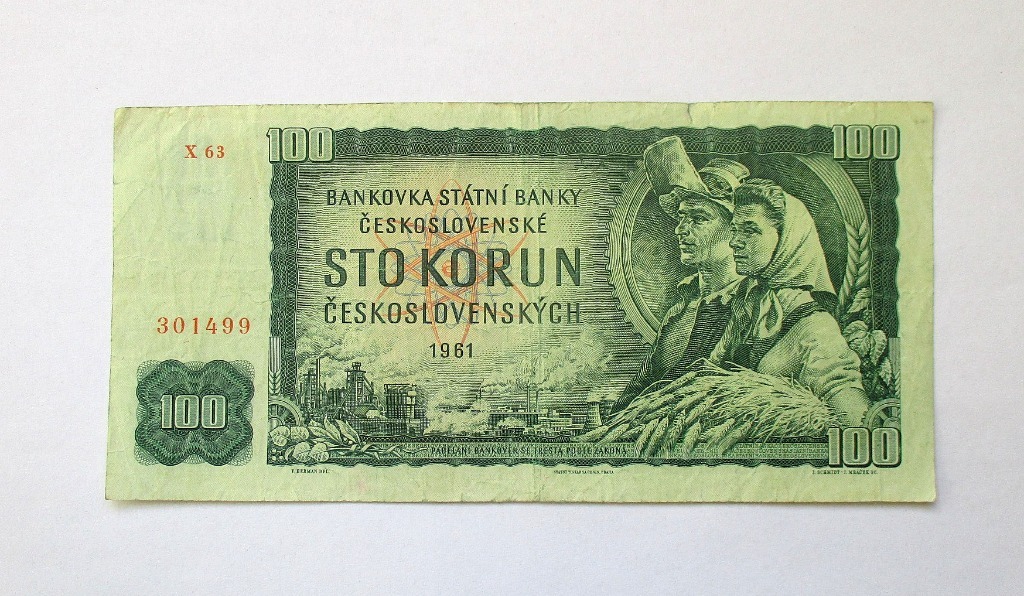 X 63
100
100
BANKOVKA STÁTNÍ BANKY
ČESKOSLOVENSKÉ
STO KORUN
ČESKOSLOVENSKÝCH
1961
301499
100
100
PADĚLÁNÍ BANKOVEK SE TRESTÁ PODLE ZÁKONA